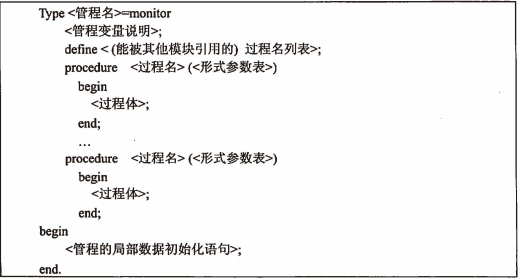 Type <管程名>=monitor
<管程变量说明>;
define < (能被其他模块引用的) 过程名列表>;
procedure <过程名> (<形式参数表>)
begin
<过程体>;
end;
…
procedure <过程名> (<形式参数表>)
begin
<过程体>;
end;
begin
<管程的局部数据初始化语句>;
end.